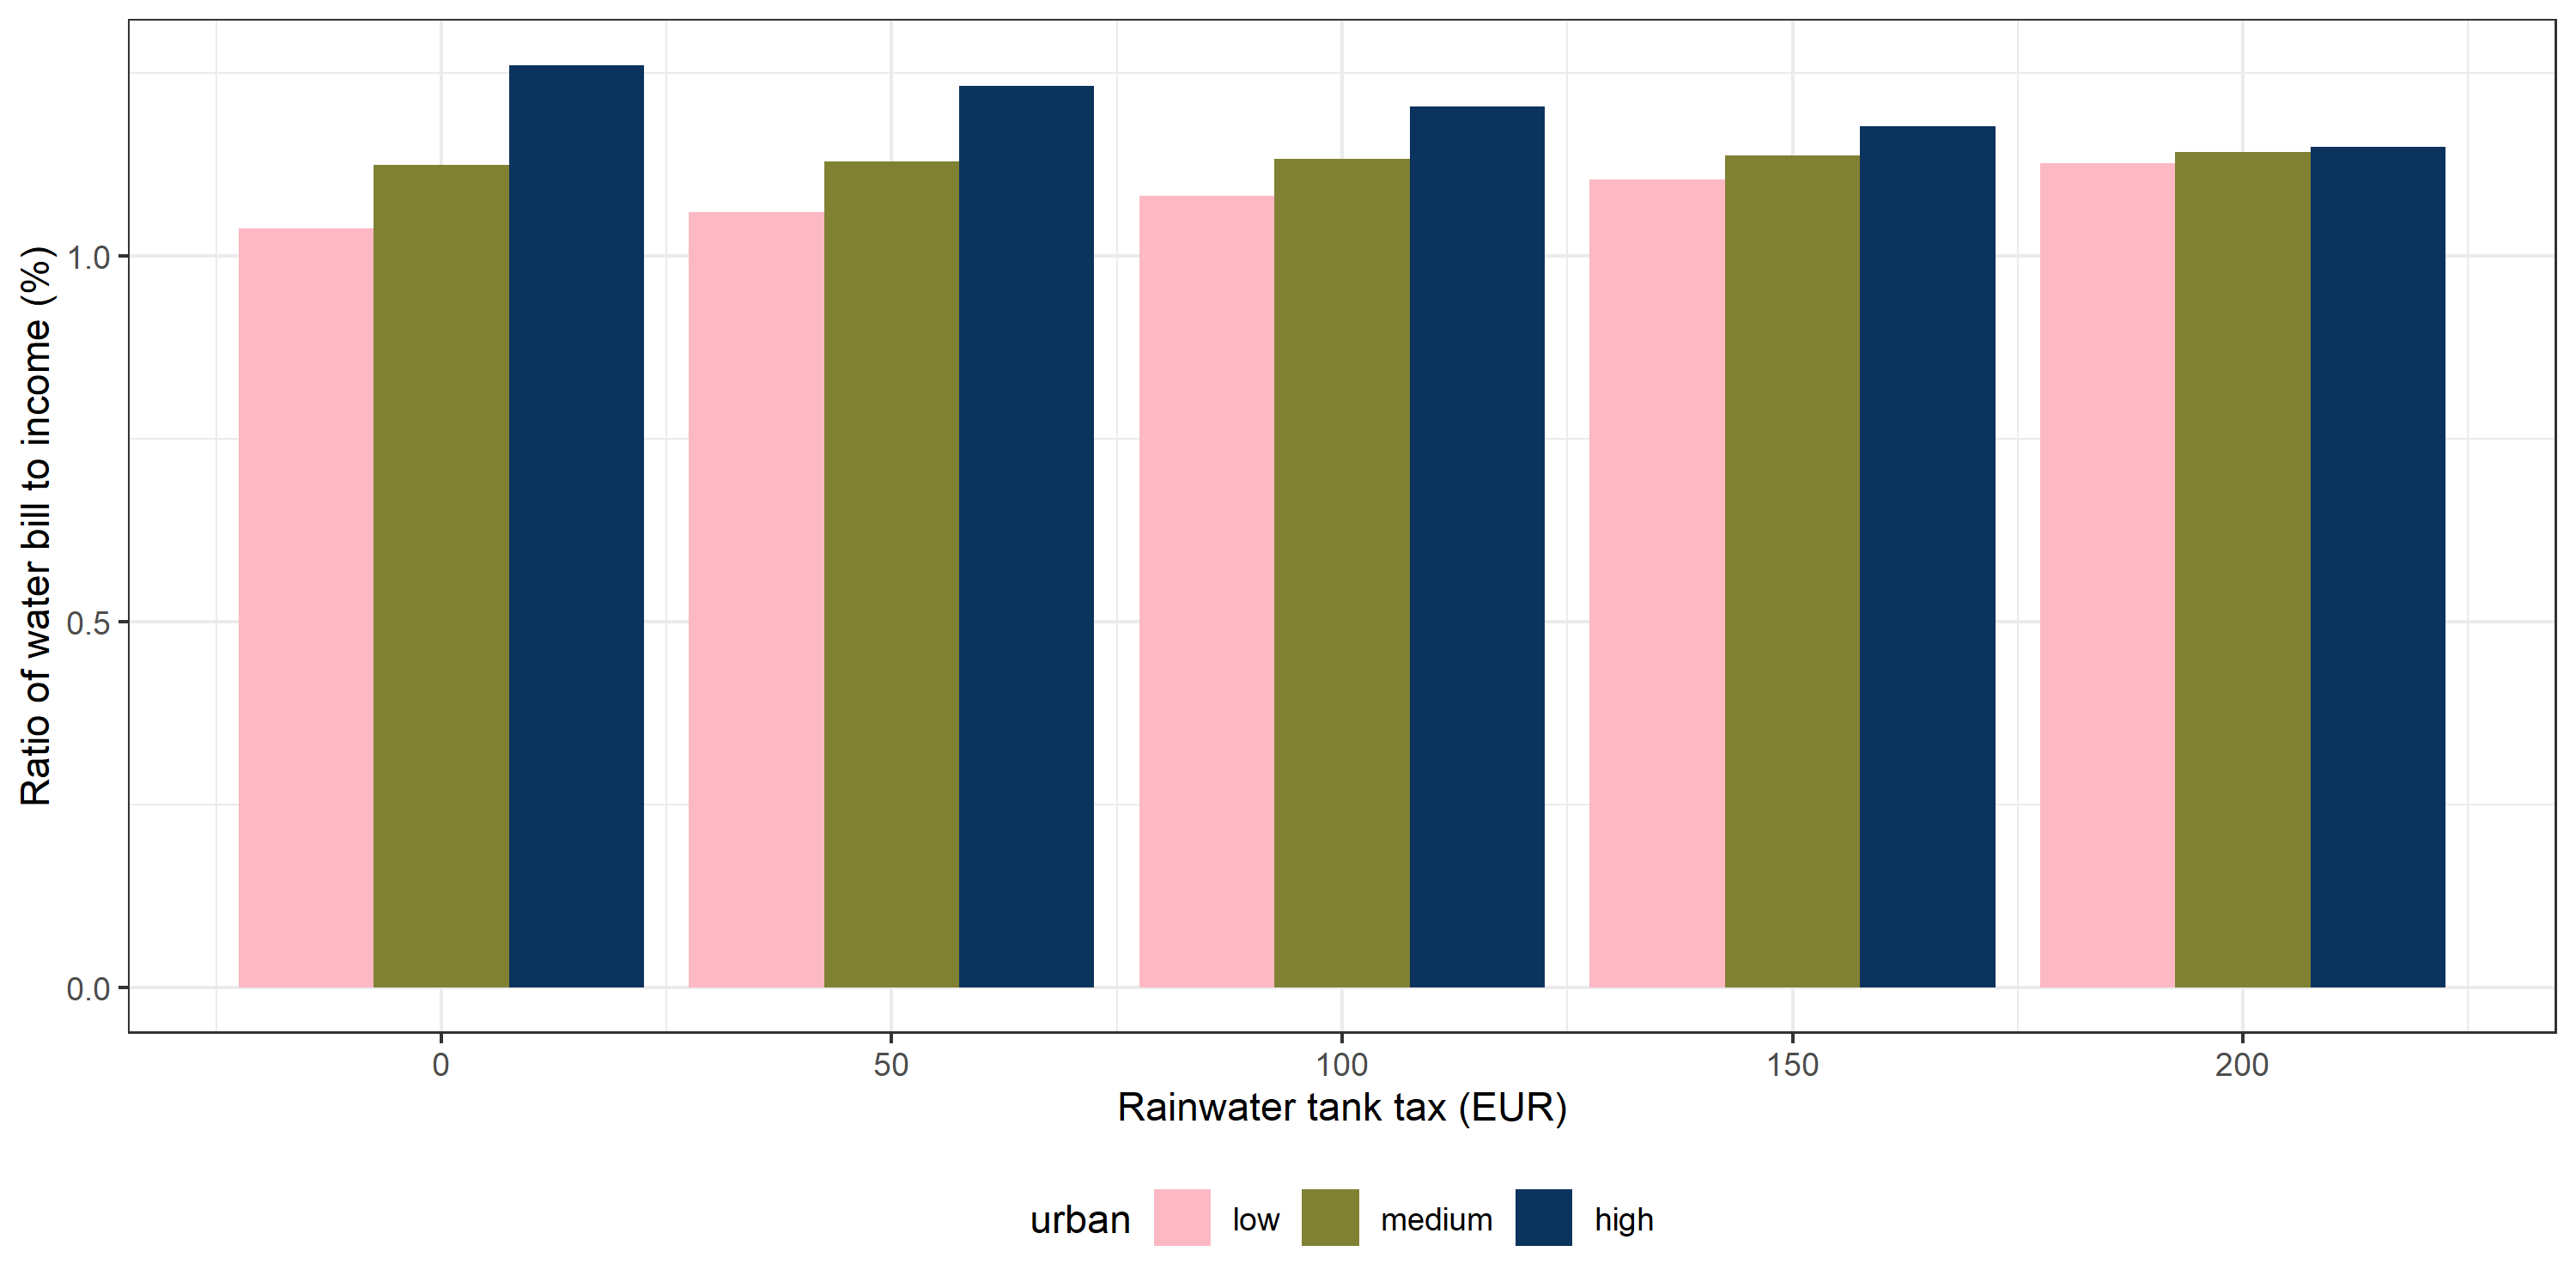 Ratio of water bill to income (%)
1.0
0.5
0.0
0 50 100 150 200
Rainwater tank tax (EUR)
urban low medium high